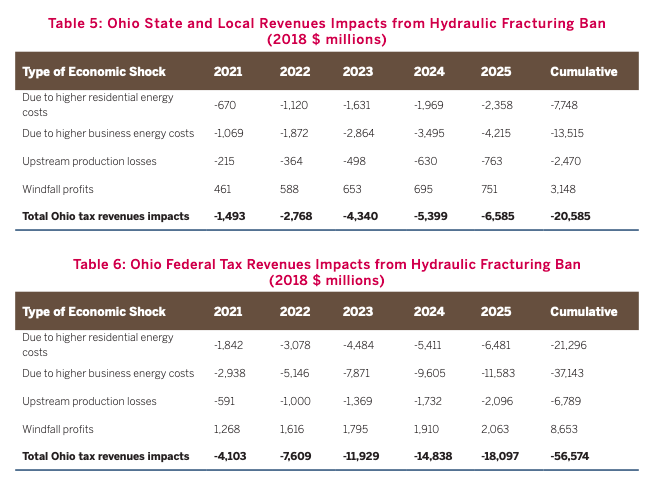 Table 5: Ohio State and Local Revenues Impacts from Hydraulic Fracturing Ban
(2018 $ millions)
Type of Economic Shock 2021 2022 2023 2024 2025 Cumulative
Due to higher residential energy
costs -670 -1,120 -1,631 -1,969 -2,358 -7,748
Due to higher business energy costs -1,069 -1,872 -2,864 -3,495 -4,215 -13,515
Upstream production losses -215 -364 -498 -630 -763 -2,470
Windfall profits 461 588 653 695 751 3,148
Total Ohio tax revenues impacts -1,493 -2,768 -4,340 -5,399 -6,585 -20,585
Table 6: Ohio Federal Tax Revenues Impacts from Hydraulic Fracturing Ban
(2018 $ millions)
Type of Economic Shock 2021 2022 2023 2024 2025 Cumulative
Due to higher residential energy
costs -1,842 -3,078 -4,484 -5,411 -6,481 -21,296
Due to higher business energy costs -2,938 -5,146 -7,871 -9,605 -11,583 -37,143
Upstream production losses -591 -1,000 -1,369 -1,732 -2,096 -6,789
Windfall profits 1,268 1,616 1,795 1,910 2,063 8,653
Total Ohio tax revenues impacts -4,103 -7,609 -11,929 -14,838 -18,097 -56,574